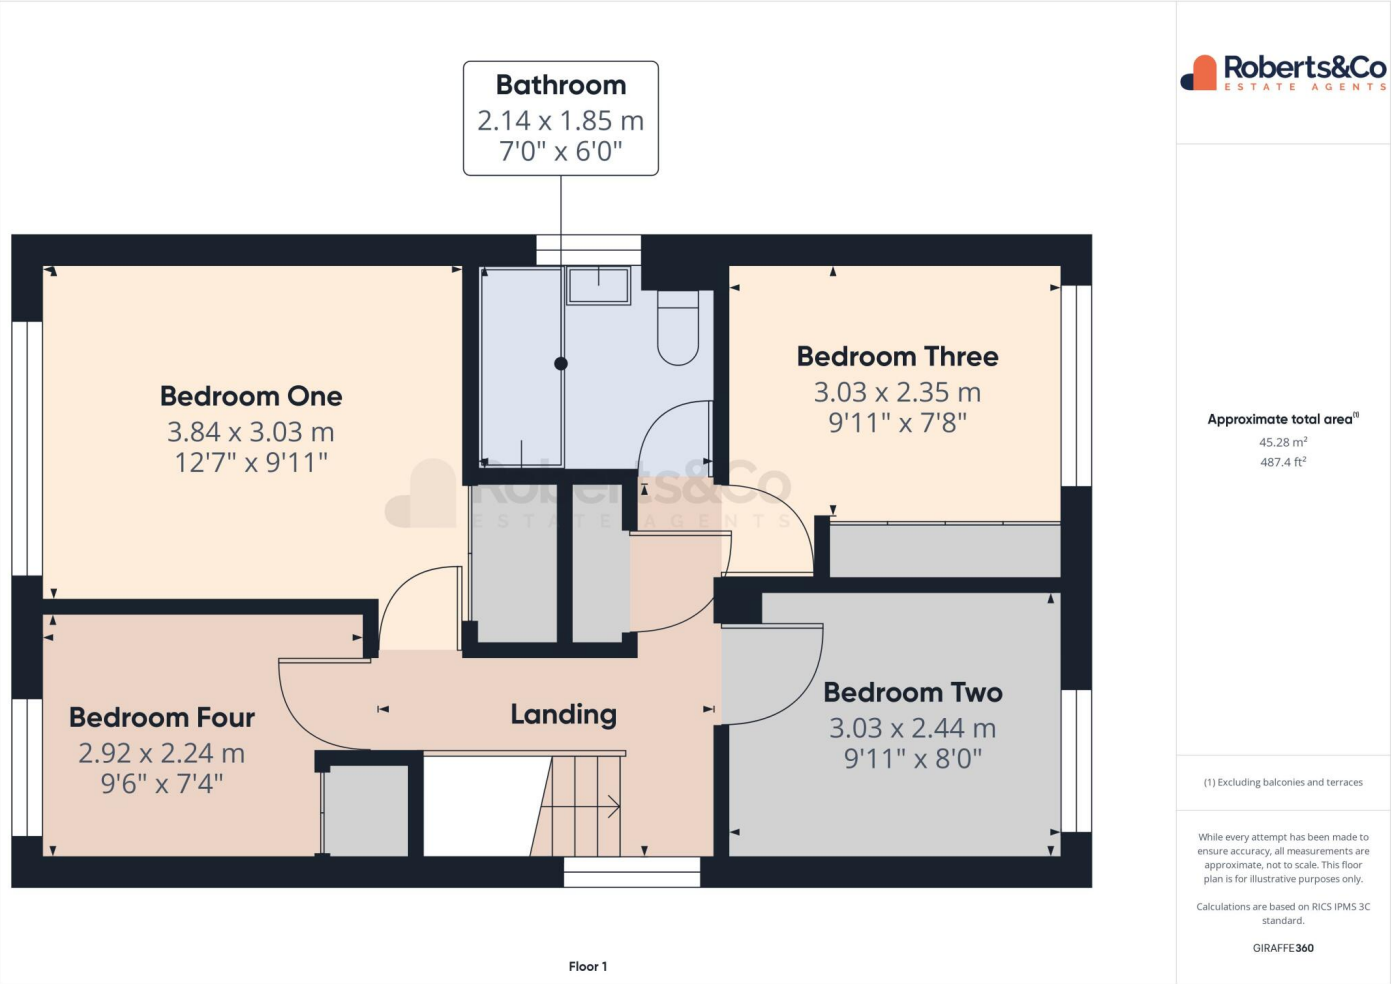 Bathroom
2.14 x 1.85 m
7'0" x 6'0"
Bedroom One
3.84 x 3.03 m
12'7" x 9'11"
Bedroom Three
3.03 x 2.35 m
9'11" x 7'8"
Roberts&Co
ESTATE AGENTS
Bedroom Four
2.92 x 2.24 m
9'6" x 7'4"
Landing
Bedroom Two
3.03 x 2.44 m
9'11" x 8'0"
Floor 1
Roberts&Co
ESTATE AGENTS
Approximate total area(1)
45.28 m²
487.4 ft²
(1) Excluding balconies and terraces
While every attempt has been made to
ensure accuracy, all measurements are
approximate, not to scale. This floor
plan is for illustrative purposes only.
Calculations are based on RICS IPMS 3C
standard.
GIRAFFE360